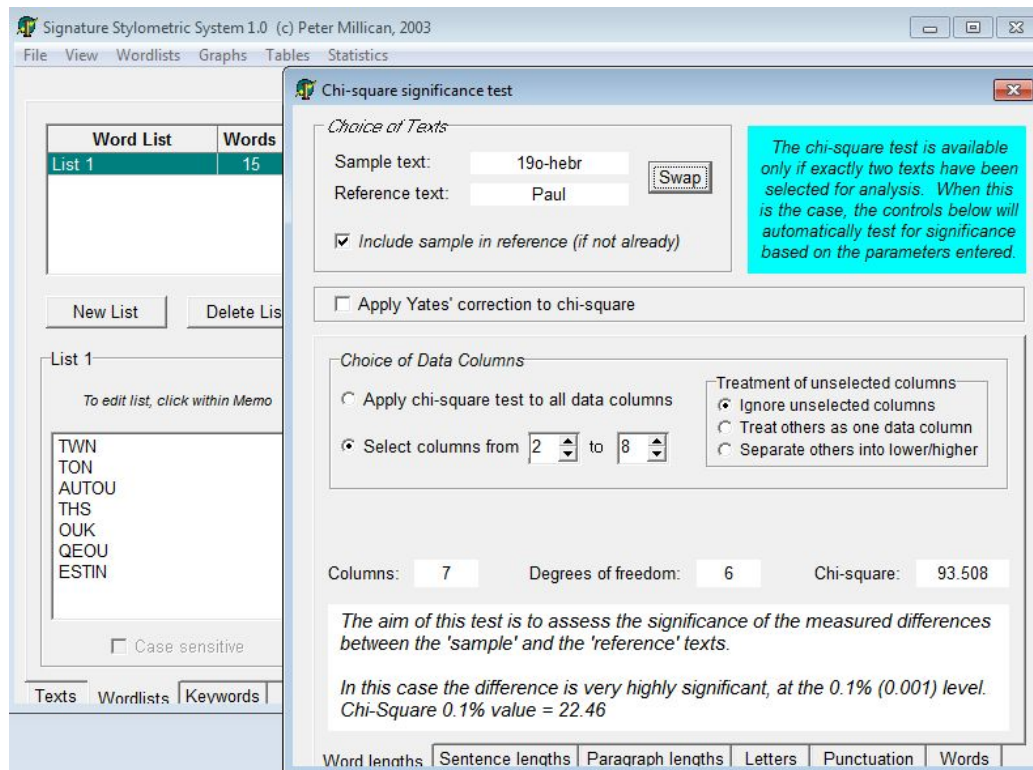 Signature Stylometric System 1.0 (c) Peter Millican, 2003
File View Wordlists Graphs Tables Statistics
Word List Words
List 1 15
New List Delete Lis
List 1
To edit list, click within Memo
TWN
TON
AUTOU
THS
OUK
QEOU
ESTIN
Case sensitive
Texts Wordlists Keywords
Chi-square significance test
Choice of Texts
Sample text: 19o-hebr
Reference text: Paul
Swap
Include sample in reference (if not already)
The chi-square test is available
only if exactly two texts have been
selected for analysis. When this
is the case, the controls below will
automatically test for significance
based on the parameters entered.
Apply Yates' correction to chi-square
Choice of Data Columns
Apply chi-square test to all data columns
Select columns from 2 to 8
Treatment of unselected columns
Ignore unselected columns
Treat others as one data column
Separate others into lower/higher
Columns: 7 Degrees of freedom: 6 Chi-square: 93.508
The aim of this test is to assess the significance of the measured differences
between the 'sample' and the 'reference' texts.
In this case the difference is very highly significant, at the 0.1% (0.001) level.
Chi-Square 0.1% value = 22.46
Word lengths Sentence lengths Paragraph lengths Letters Punctuation Words